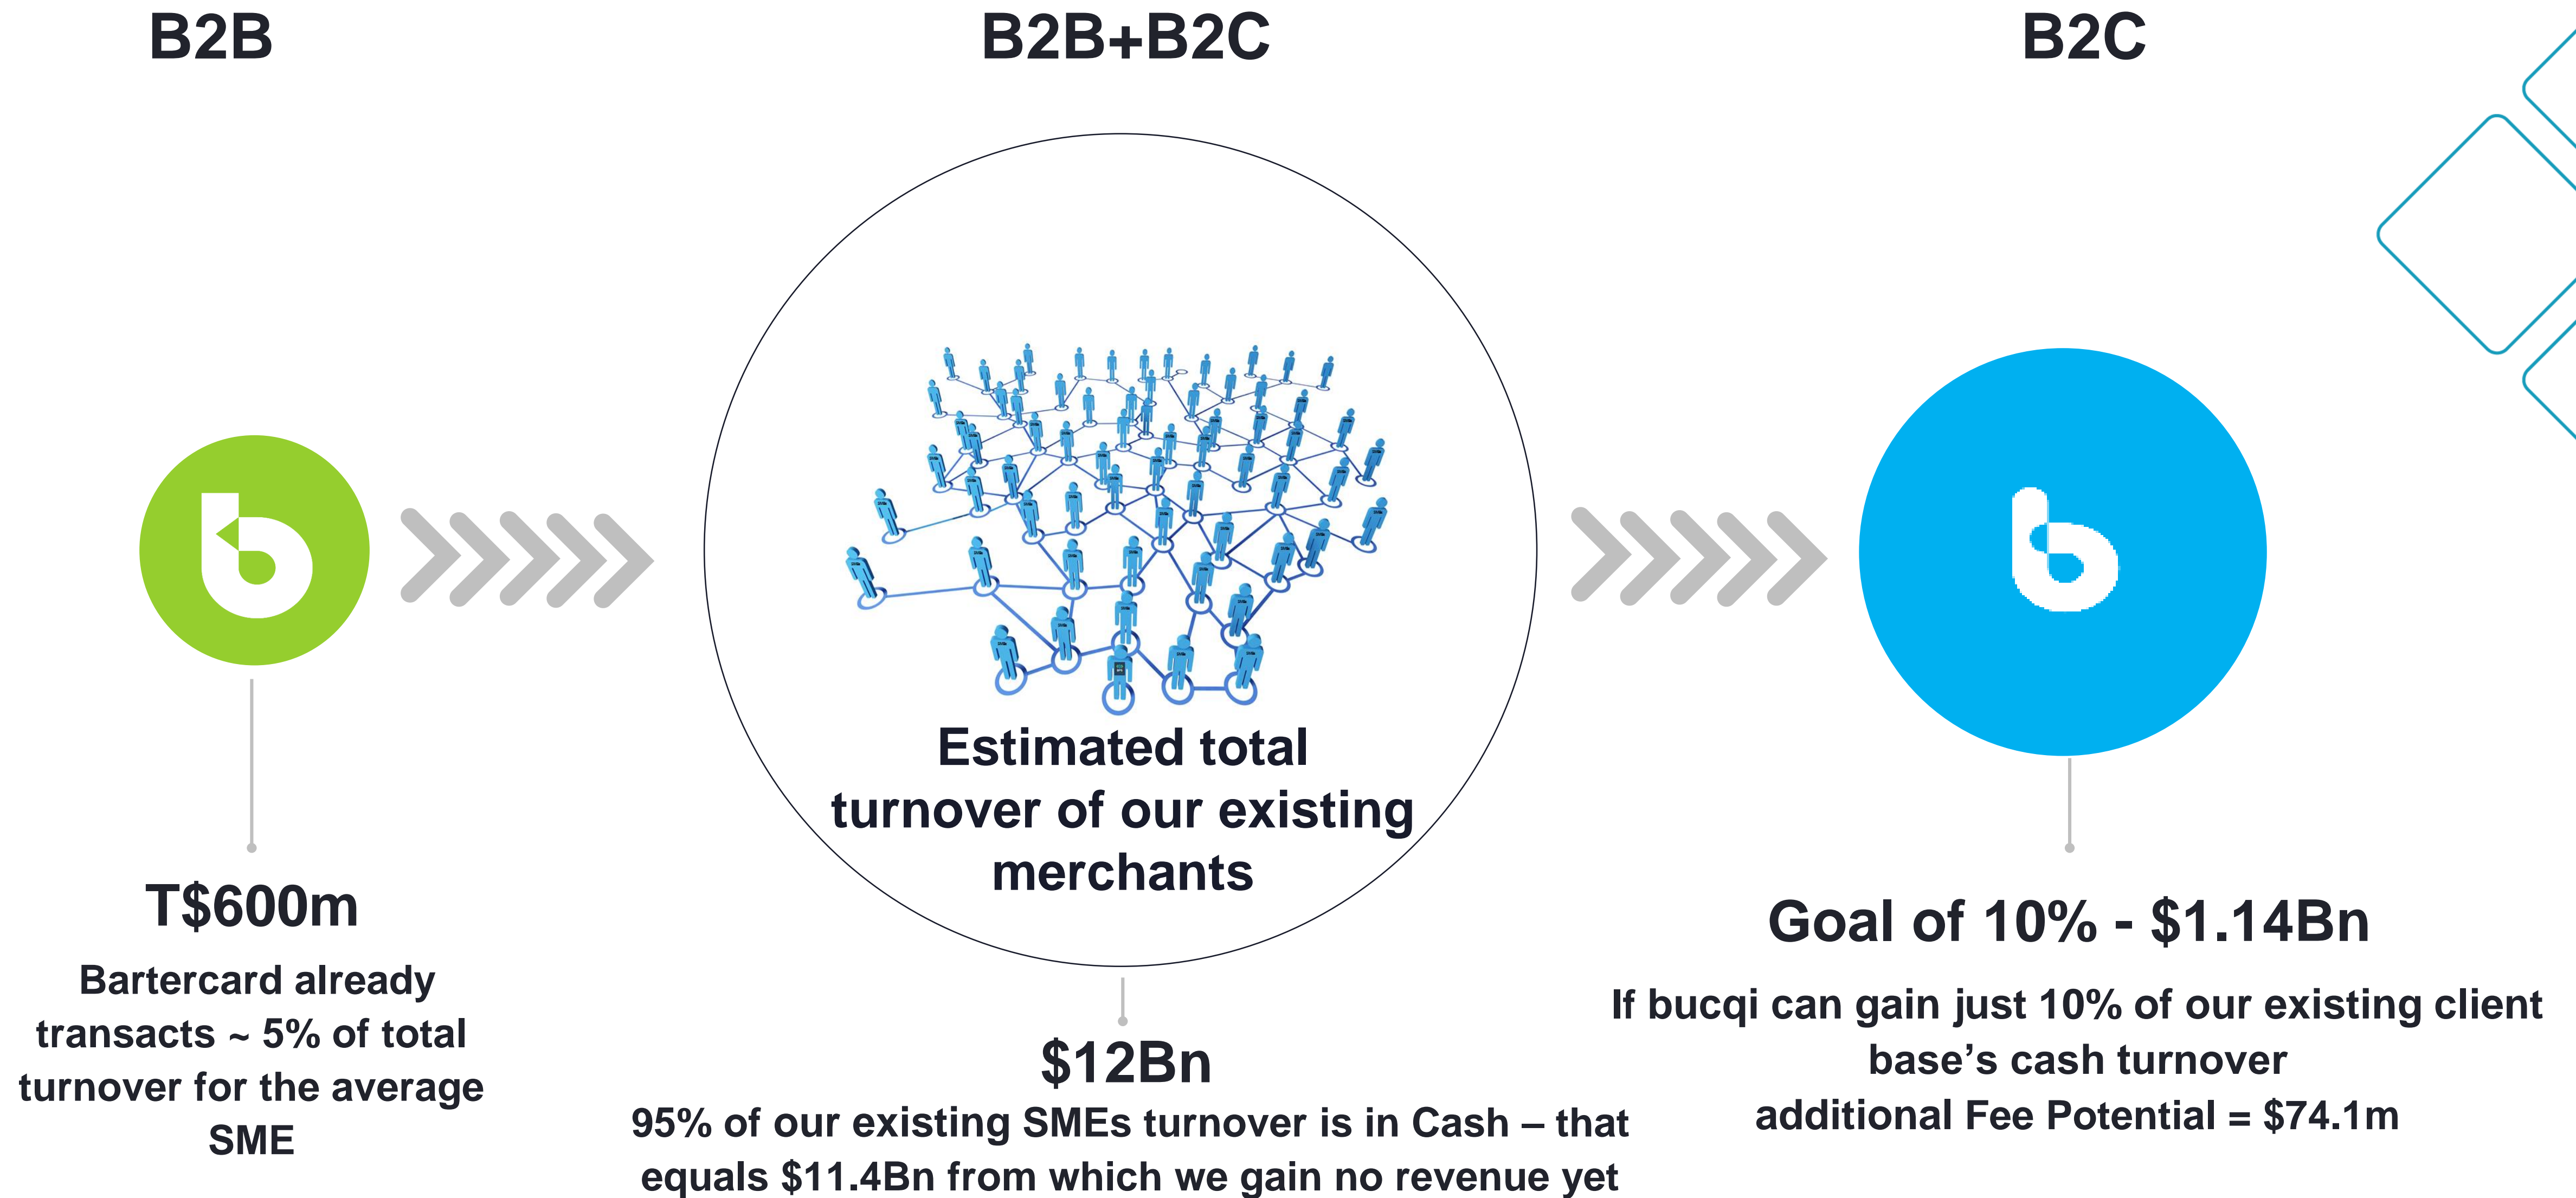 B2B
T$600m
Bartercard already
transacts ~ 5% of total
turnover for the average
SME
B2B+B2C
Estimated total
turnover of our existing
merchants
$12Bn
95% of our existing SMEs turnover is in Cash – that
equals $11.4Bn from which we gain no revenue yet
B2C
Goal of 10% - $1.14Bn
If bucqi can gain just 10% of our existing client
base’s cash turnover
additional Fee Potential = $74.1m